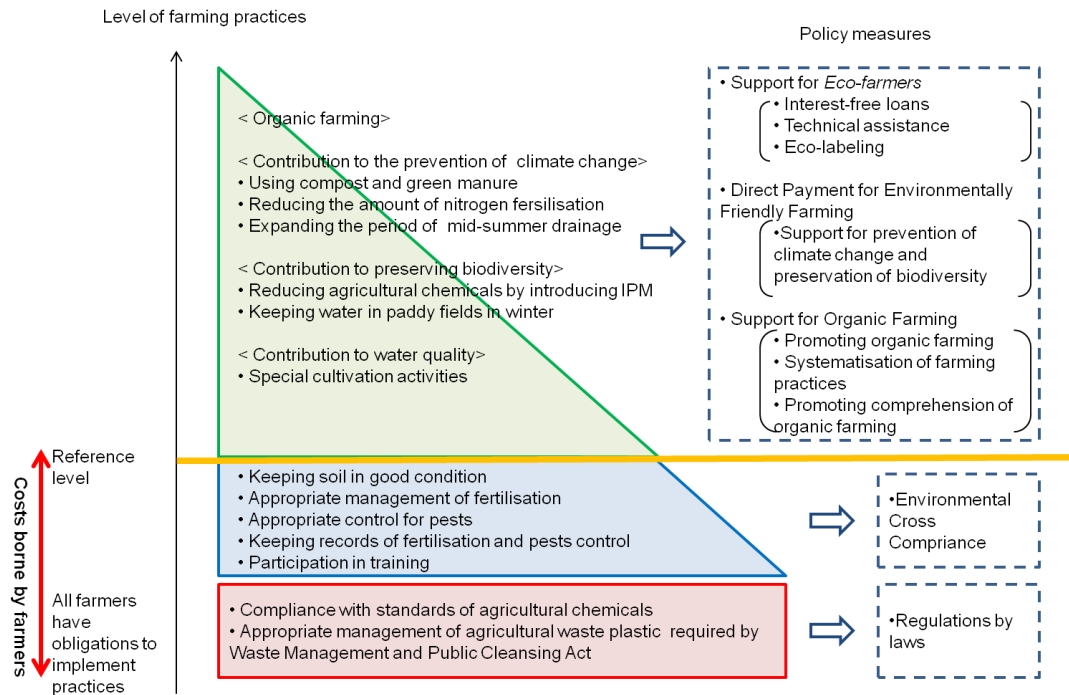 Level of farming practices
Policy measures
< Organic farming>
< Contribution to the prevention of climate change>
• Using compost and green manure
• Reducing the amount of nitrogen fersilisation
• Expanding the period of mid-summer drainage
< Contribution to preserving biodiversity>
• Reducing agricultural chemicals by introducing IPM
• Keeping water in paddy fields in winter
< Contribution to water quality>
• Special cultivation activities
• Support for Eco-farmers
• Interest-free loans
• Technical assistance
• Eco-labeling
• Direct Payment for Environmentally
Friendly Farming
•Support for prevention of
climate change and
preservation of biodiversity
• Support for Organic Farming
• Promoting organic farming
• Systematisation of farming
practices
• Promoting comprehension of
organic farming
Reference
level
• Keeping soil in good condition
• Appropriate management of fertilisation
• Appropriate control for pests
• Keeping records of fertilisation and pests control
• Participation in training
•Environmental
Cross
Compriance
Costs borne by farmers
All farmers
have
obligations to
implement
practices
• Compliance with standards of agricultural chemicals
• Appropriate management of agricultural waste plastic required by
Waste Management and Public Cleansing Act
•Regulations by
laws